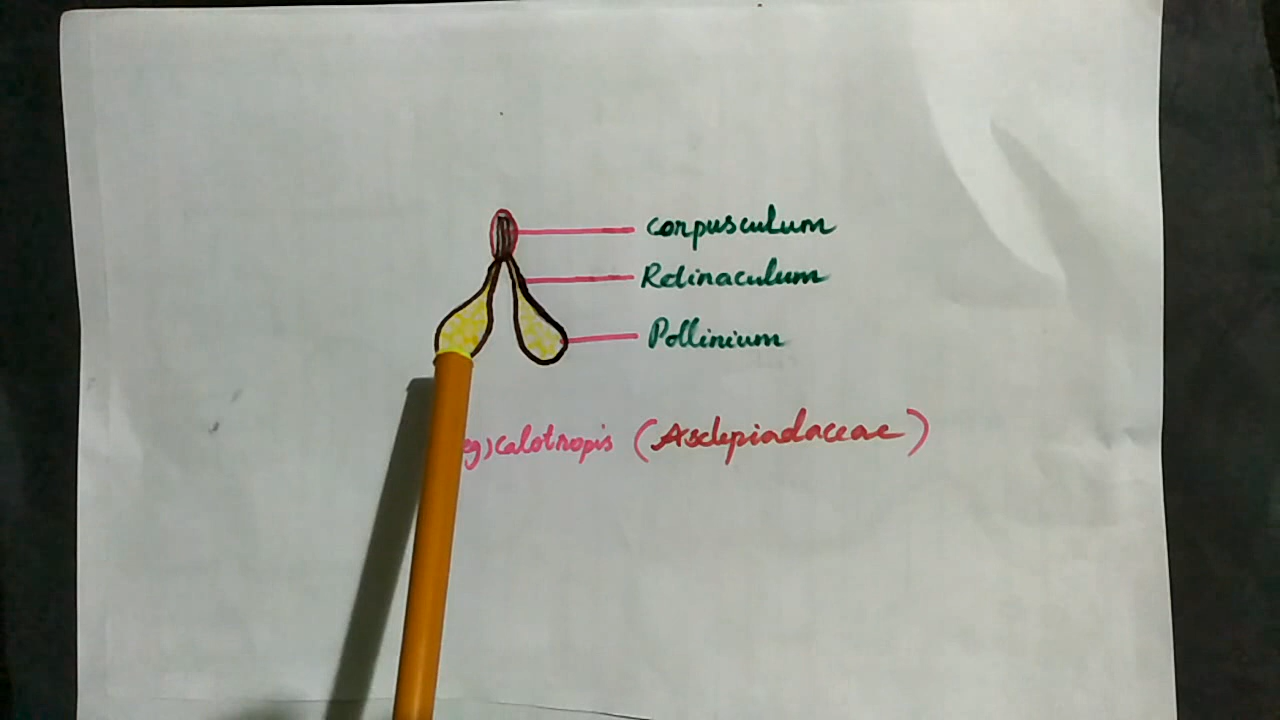 corpusculum
Retinaculum
Pollinium
eg) calotropis (Asclepiadaceae)